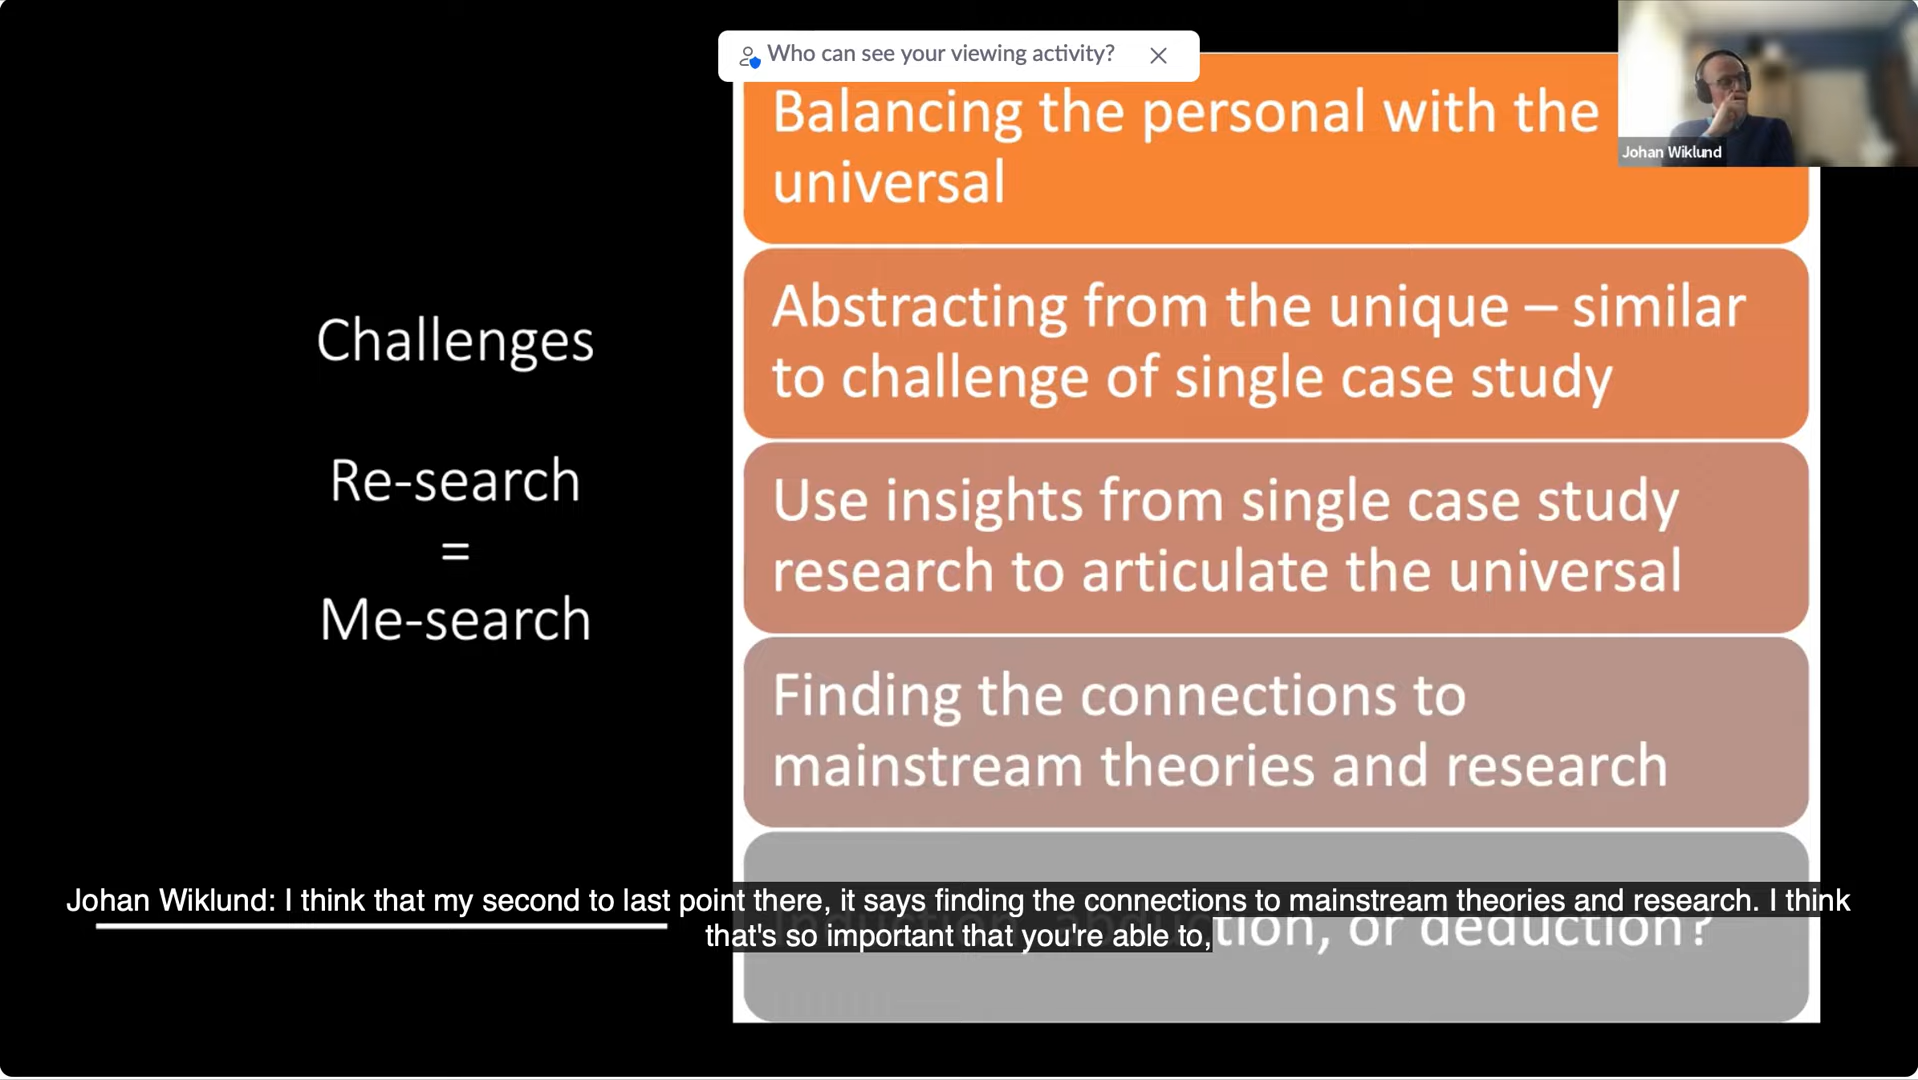 Who can see your viewing activity?
Johan Wiklund
Challenges
Re-search
=
Me-search
Balancing the personal with the
universal
Abstracting from the unique – similar
to challenge of single case study
Use insights from single case study
research to articulate the universal
Finding the connections to
mainstream theories and research
tion, or deduction?
Johan Wiklund: I think that my second to last point there, it says finding the connections to mainstream theories and research. I think
that's so important that you're able to,